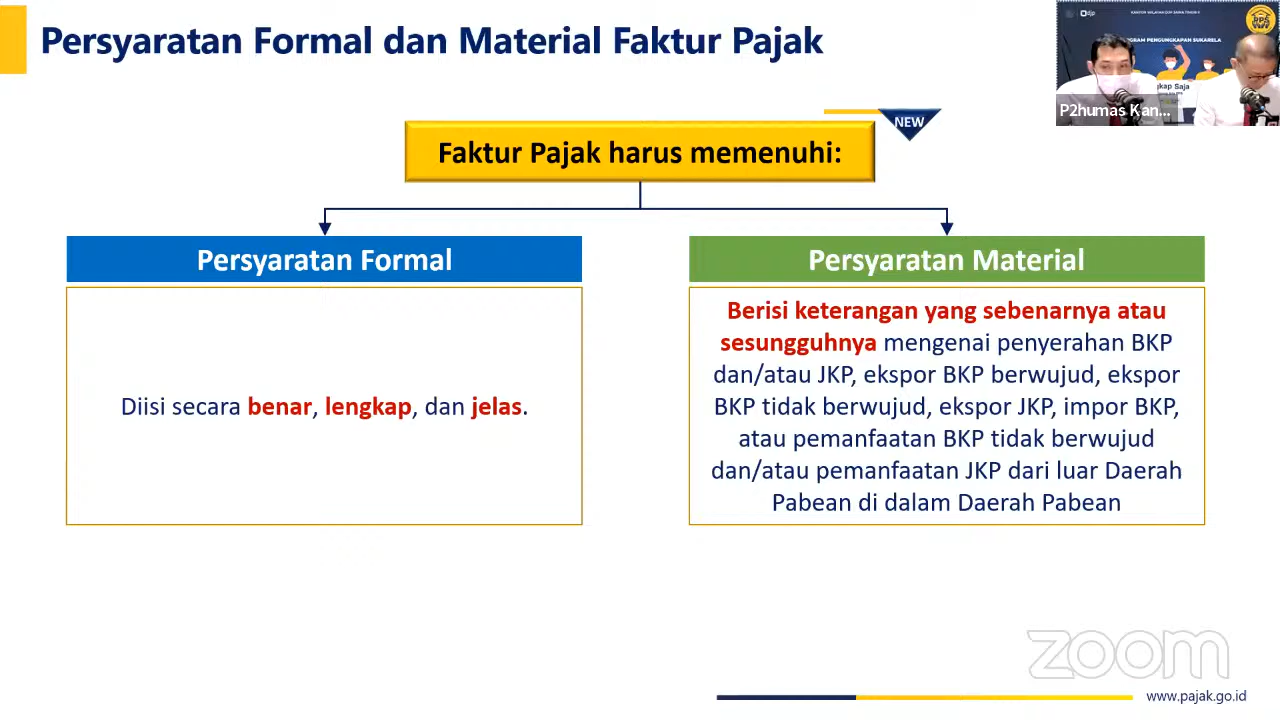 Persyaratan Formal dan Material Faktur Pajak
NEW
Faktur Pajak harus memenuhi:
Persyaratan Formal
Diisi secara benar, lengkap, dan jelas.
Persyaratan Material
Berisi keterangan yang sebenarnya atau
sesungguhnya mengenai penyerahan BKP
dan/atau JKP, ekspor BKP berwujud, ekspor
BKP tidak berwujud, ekspor JKP, impor BKP,
atau pemanfaatan BKP tidak berwujud
dan/atau pemanfaatan JKP dari luar Daerah
Pabean di dalam Daerah Pabean
P2humas Kan...
zoom
www.pajak.go.id